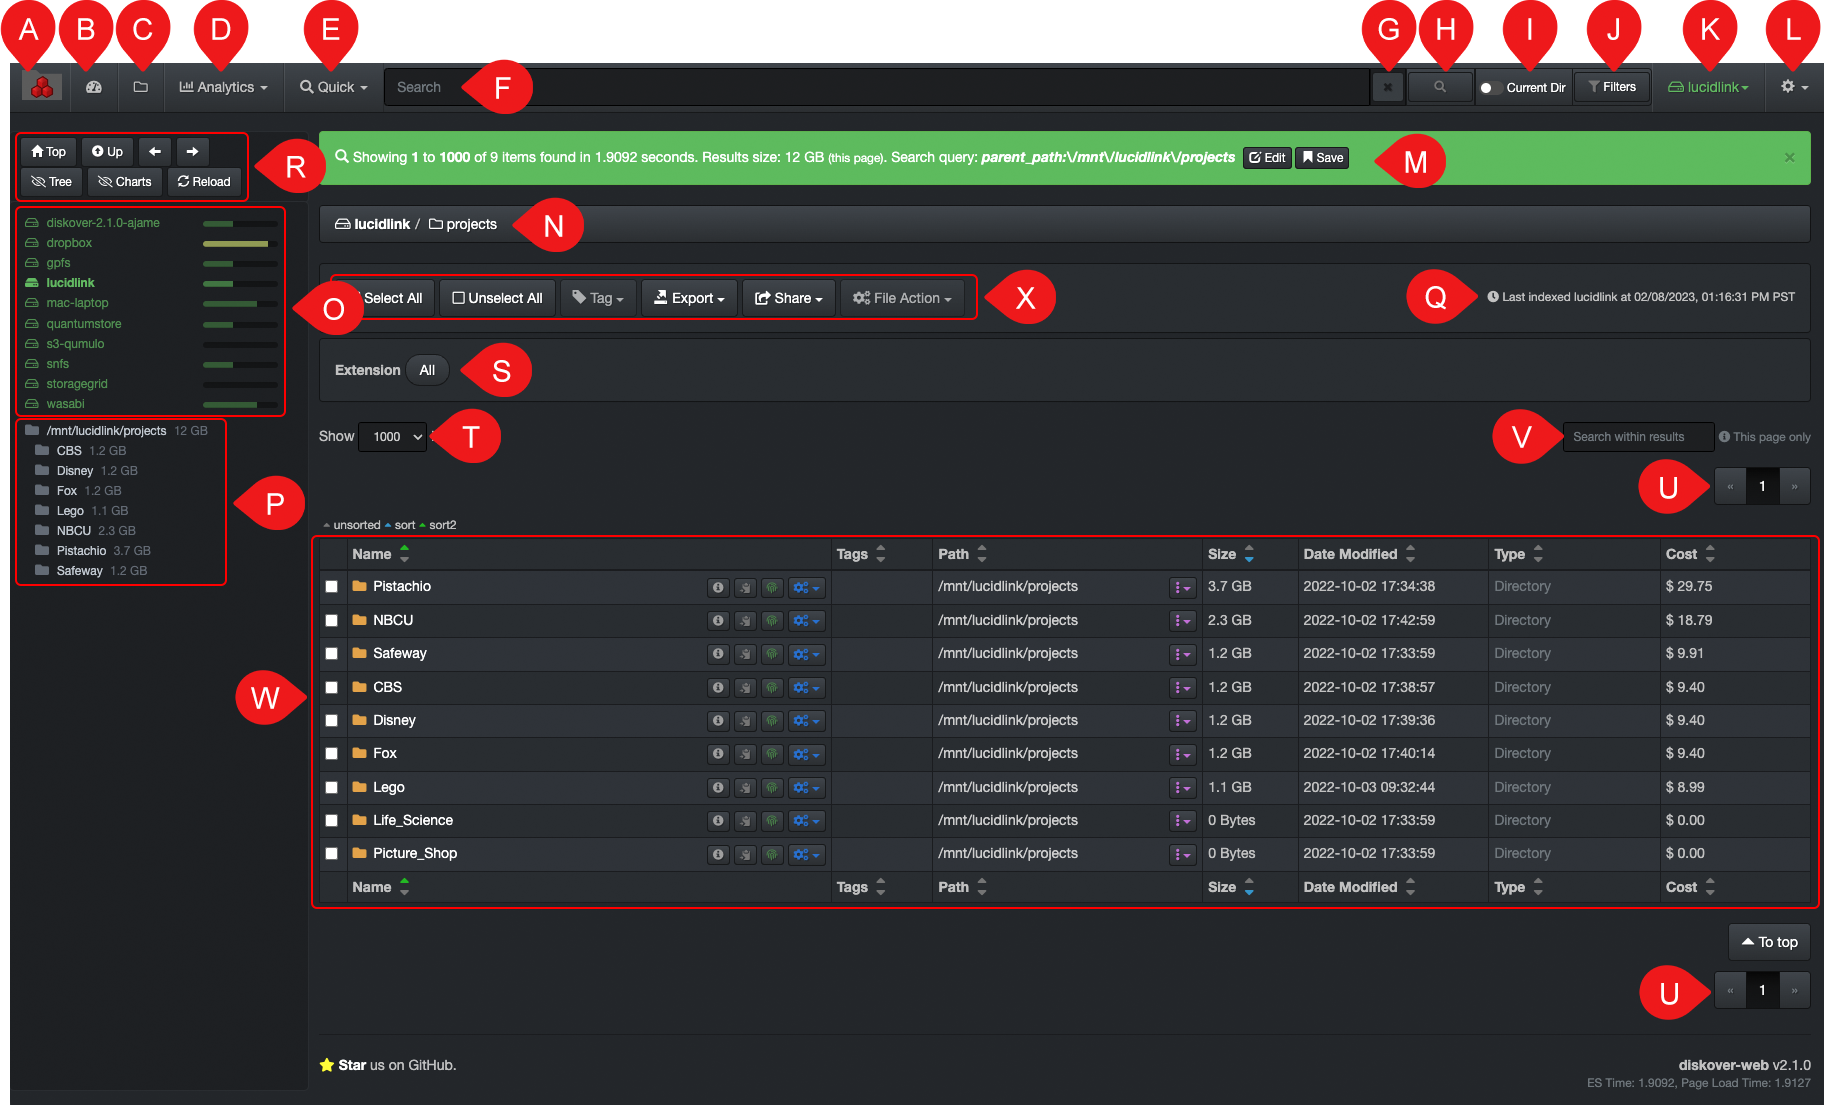 A B C D E G H I J K L
Analytics Quick Search F Current Dir Filters lucidlink
Top Up R
Tree Charts Reload
Showing 1 to 1000 of 9 items found in 1.9092 seconds. Results size: 12 GB (this page). Search query: parent_path:\/mnt\/lucidlink\/projects Edit Save M ×
lucidlink / projects N
diskover-2.1.0-ajame
dropbox
gpfs
lucidlink
mac-laptop
quantumstore
s3-qumulo
snfs
storagegrid
wasabi
O
Select All Unselect All Tag Export Share File Action X
Q Last indexed lucidlink at 02/08/2023, 01:16:31 PM PST
Extension All S
Show 1000 T
V Search within results This page only
U « 1 »
/mnt/lucidlink/projects 12 GB
CBS 1.2 GB
Disney 1.2 GB
Fox 1.2 GB
Lego 1.1 GB
NBCU 2.3 GB
Pistachio 3.7 GB
Safeway 1.2 GB
P
unsorted sort sort2
Name Tags Path Size Date Modified Type Cost
Pistachio /mnt/lucidlink/projects 3.7 GB 2022-10-02 17:34:38 Directory $ 29.75
NBCU /mnt/lucidlink/projects 2.3 GB 2022-10-02 17:42:59 Directory $ 18.79
Safeway /mnt/lucidlink/projects 1.2 GB 2022-10-02 17:33:59 Directory $ 9.91
CBS /mnt/lucidlink/projects 1.2 GB 2022-10-02 17:38:57 Directory $ 9.40
Disney /mnt/lucidlink/projects 1.2 GB 2022-10-02 17:39:36 Directory $ 9.40
Fox /mnt/lucidlink/projects 1.2 GB 2022-10-02 17:40:14 Directory $ 9.40
Lego /mnt/lucidlink/projects 1.1 GB 2022-10-03 09:32:44 Directory $ 8.99
Life_Science /mnt/lucidlink/projects 0 Bytes 2022-10-02 17:33:59 Directory $ 0.00
Picture_Shop /mnt/lucidlink/projects 0 Bytes 2022-10-02 17:33:59 Directory $ 0.00
Name Tags Path Size Date Modified Type Cost
W
To top
U « 1 »
Star us on GitHub.
diskover-web v2.1.0
ES Time: 1.9092, Page Load Time: 1.9127